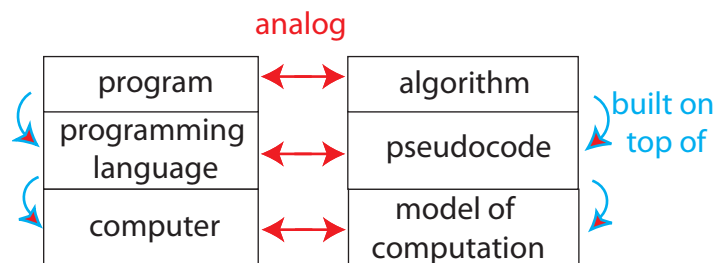 analog
program
algorithm
built on
top of
programming
language
pseudocode
computer
model of
computation